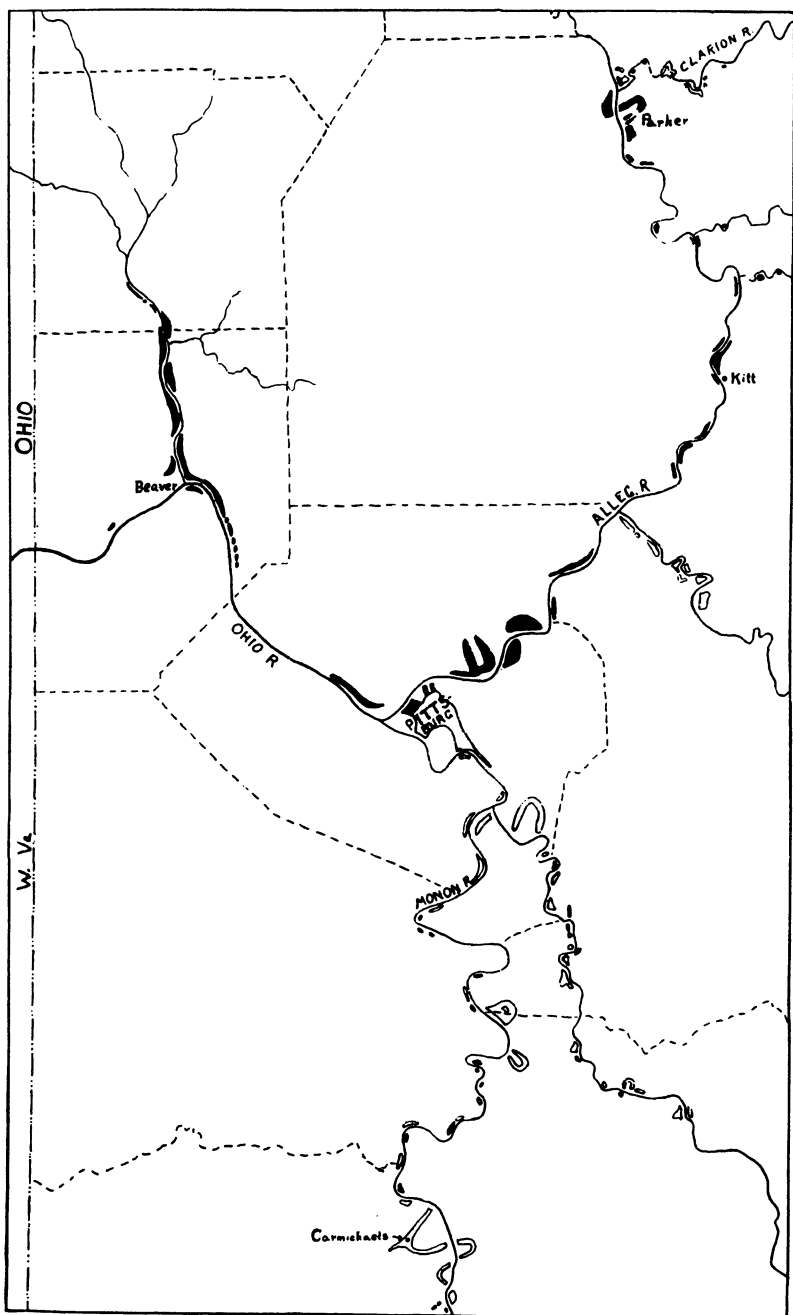 CLARION R.
Parker
Kitt
OHIO
ALLEG. R
Beaver
OHIO R
PITTS-
BURG
W. Va
MONON R.
Carmichaels